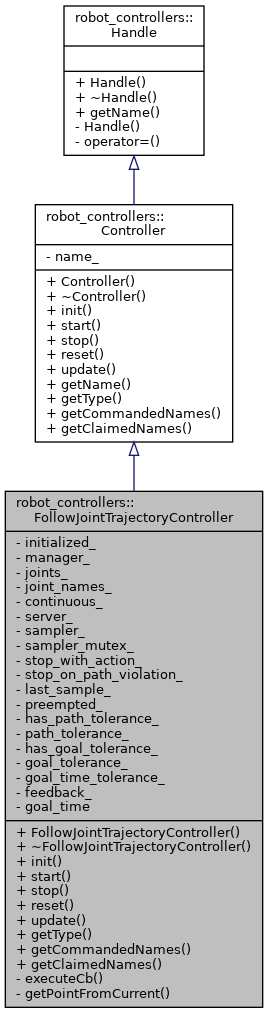 robot_controllers::
Handle
+ Handle()
+ ~Handle()
+ getName()
- Handle()
- operator=()
robot_controllers::
Controller
- name_
+ Controller()
+ ~Controller()
+ init()
+ start()
+ stop()
+ reset()
+ update()
+ getName()
+ getType()
+ getCommandedNames()
+ getClaimedNames()
robot_controllers::
FollowJointTrajectoryController
- initialized_
- manager_
- joints_
- joint_names_
- continuous_
- server_
- sampler_
- sampler_mutex_
- stop_with_action_
- stop_on_path_violation_
- last_sample_
- preempted_
- has_path_tolerance_
- path_tolerance_
- has_goal_tolerance_
- goal_tolerance_
- goal_time_tolerance_
- feedback_
- goal_time
+ FollowJointTrajectoryController()
+ ~FollowJointTrajectoryController()
+ init()
+ start()
+ stop()
+ reset()
+ update()
+ getType()
+ getCommandedNames()
+ getClaimedNames()
- executeCb()
- getPointFromCurrent()